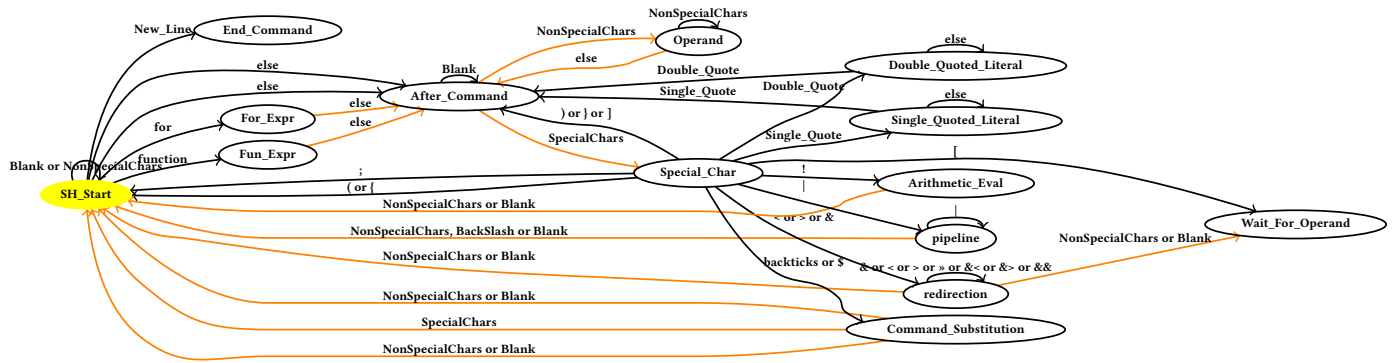 NonSpecialChars
New_Line
End_Command
NonSpecialChars
Operand
else
else
else
Blank
Double_Quote
Double_Quoted_Literal
else
After_Command
Single_Quote
Double_Quote
else
For_Expr
else
) or } or ]
Single_Quoted_Literal
for
else
SpecialChars
Single_Quote
function
Fun_Expr
[
Blank or NonSpecialChars
;
Special_Char
!
SH_Start
( or {
|
Arithmetic_Eval
NonSpecialChars or Blank
|
< or > or &
Wait_For_Operand
NonSpecialChars, BackSlash or Blank
pipeline
NonSpecialChars or Blank
NonSpecialChars or Blank
backticks or $
& or < or > or » or &< or &> or &&
redirection
NonSpecialChars or Blank
SpecialChars
Command_Substitution
NonSpecialChars or Blank